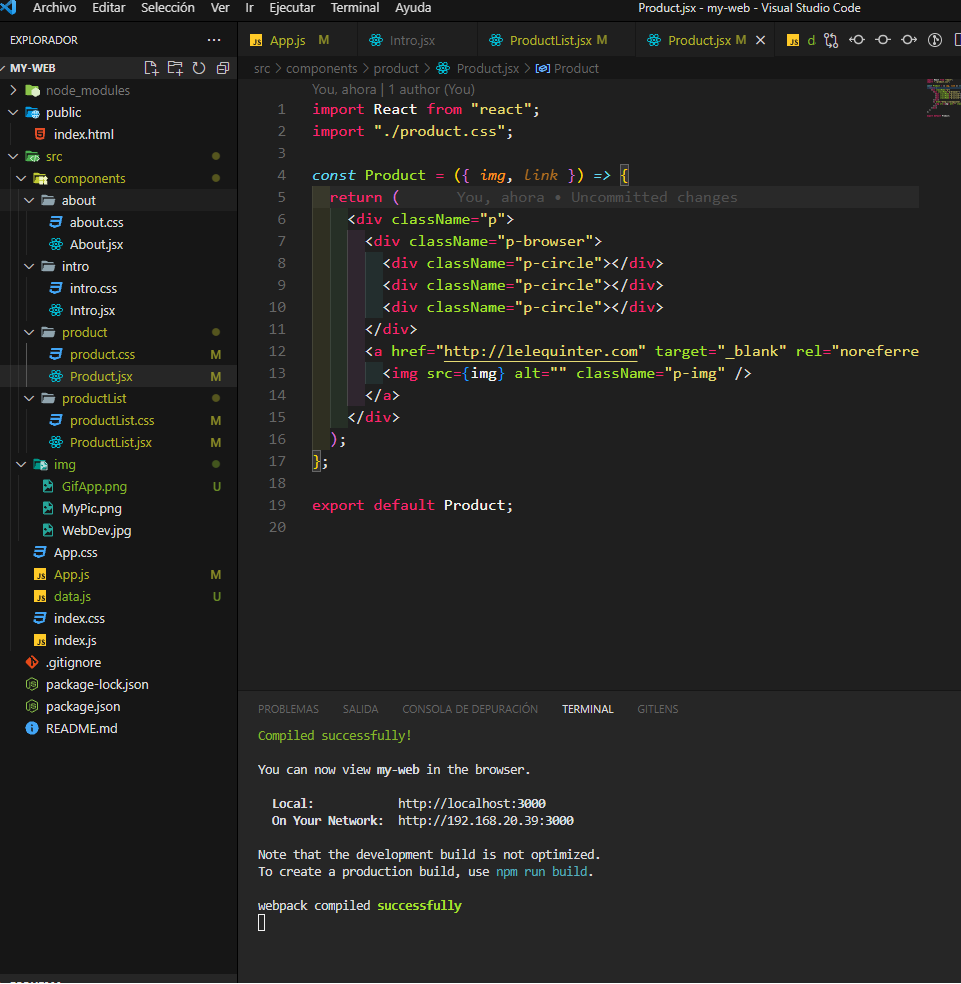 Archivo Editar Selección Ver Ir Ejecutar Terminal Ayuda Product.jsx - my-web - Visual Studio Code
EXPLORADOR ...
MY-WEB
node_modules
public
index.html
src
components
about
about.css
About.jsx
intro
intro.css
Intro.jsx
product
product.css M
Product.jsx M
productList
productList.css M
ProductList.jsx M
img
GifApp.png U
MyPic.png
WebDev.jpg
App.css
JS App.js M
JS data.js U
index.css
JS index.js
.gitignore
package-lock.json
package.json
README.md
JS App.js M Intro.jsx ProductList.jsx M Product.jsx M JS d
src > components > product > Product.jsx > Product
You, ahora | 1 author (You)
1 import React from "react";
2 import "./product.css";
3
4 const Product = ({ img, link }) => {
5 return ( You, ahora • Uncommitted changes
6 <div className="p">
7 <div className="p-browser">
8 <div className="p-circle"></div>
9 <div className="p-circle"></div>
10 <div className="p-circle"></div>
11 </div>
12 <a href="http://lelequinter.com" target="_blank" rel="noreferre
13 <img src={img} alt="" className="p-img" />
14 </a>
15 </div>
16 );
17 };
18
19 export default Product;
20
PROBLEMAS SALIDA CONSOLA DE DEPURACIÓN TERMINAL GITLENS
Compiled successfully!
You can now view my-web in the browser.
Local: http://localhost:3000
On Your Network: http://192.168.20.39:3000
Note that the development build is not optimized.
To create a production build, use npm run build.
webpack compiled successfully